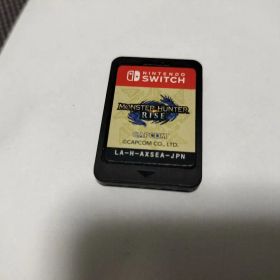 NINTENDO
SWITCH
MONSTER HUNTER
RISE
CAPCOM
©CAPCOM CO., LTD.
LA-H-AXSEA-JPN